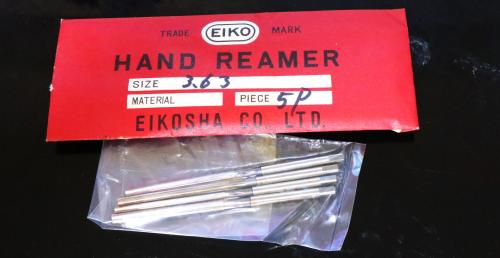 TRADE EIKO MARK
HAND REAMER
SIZE 3.63
MATERIAL PIECE 5P
EIKOSHA CO. LTD.